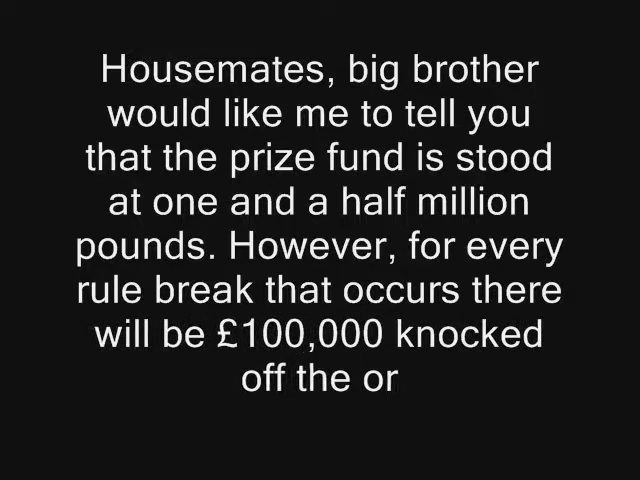 Housemates, big brother
would like me to tell you
that the prize fund is stood
at one and a half million
pounds. However, for every
rule break that occurs there
will be £100,000 knocked
off the or